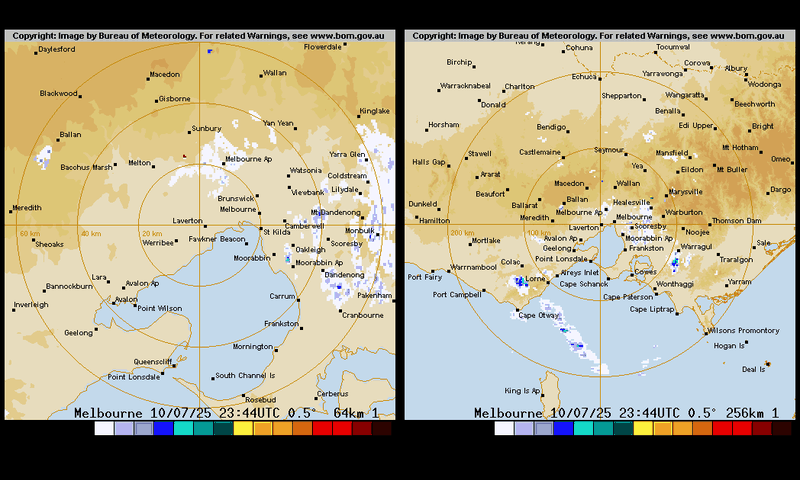 Copyright: Image by Bureau of Meteorology. For related Warnings, see www.bom.gov.au
Daylesford
Flowerdale
Macedon
Wallan
Blackwood
Gisborne
Kinglake
Sunbury
Yan Yean
Ballan
Yarra Glen
Bacchus Marsh
Melton
Melbourne Ap
Watsonia
Coldstream
Viewbank
Lilydale
Brunswick
Meredith
Melbourne
Mt Dandenong
Laverton
Camberwell
60 km
40 km
20 km
St Kilda
Monbulk
Sheoaks
Werribee
Fawkner Beacon
Scoresby
Oakleigh
Moorabbin
Moorabbin Ap
Dandenong
Lara
Avalon Ap
Bannockburn
Pakenham
Carrum
Avalon
Inverleigh
Point Wilson
Cranbourne
Geelong
Frankston
Mornington
Queenscliff
Point Lonsdale
South Channel Is
Rosebud
Cerberus
Melbourne 10/07/25 23:44UTC 0.5° 64km 1
Copyright: Image by Bureau of Meteorology. For related Warnings, see www.bom.gov.au
Cohuna
Tocumwal
Birchip
Corowa
Albury
Echuca
Yarrawonga
Wodonga
Warracknabeal
Charlton
Shepparton
Wangaratta
Donald
Beechworth
Benalla
Horsham
Bendigo
Edi Upper
Bright
Mt Hotham
Stawell
Castlemaine
Seymour
Mansfield
Omeo
Halls Gap
Yea
Eildon
Mt Buller
Ararat
Macedon
Wallan
Beaufort
Marysville
Dargo
Ballarat
Ballan
Healesville
Dunkeld
Melbourne Ap
Warburton
Hamilton
Meredith
Melbourne
Thomson Dam
200 km
100 km
Laverton
Scoresby
Noojee
Mortlake
Avalon Ap
Moorabbin Ap
Sale
Geelong
Frankston
Warragul
Traralgon
Colac
Point Lonsdale
Warrnambool
Port Fairy
Lorne
Aireys Inlet
Cowes
Cape Schanck
Wonthaggi
Yarram
Port Campbell
Cape Paterson
Cape Otway
Cape Liptrap
Wilsons Promontory
Hogan Is
Deal Is
King Is Ap
Melbourne 10/07/25 23:44UTC 0.5° 256km 1